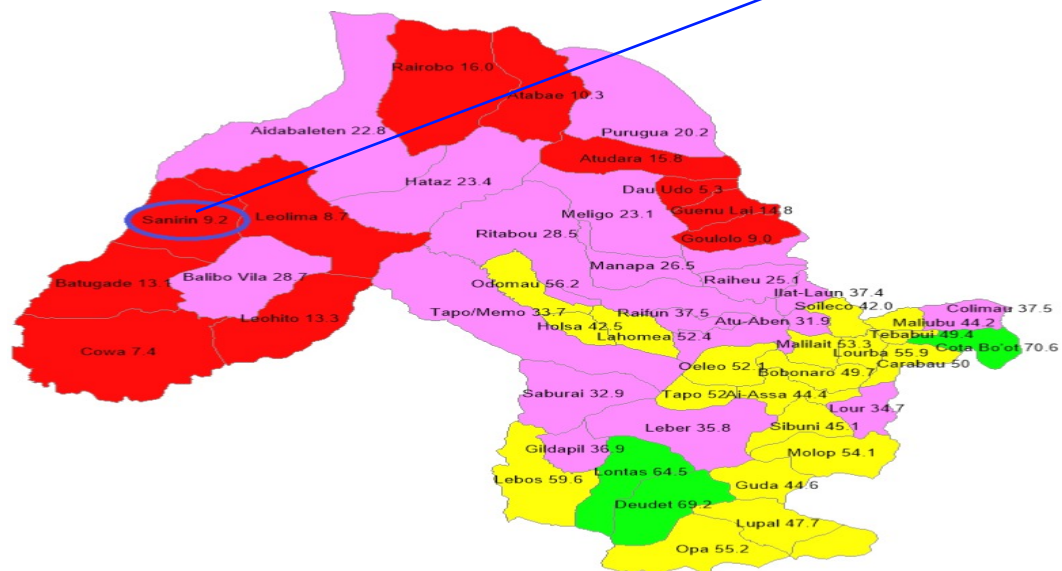 Rairobo 16.0
Atabae 10.3
Aidabaleten 22.8
Purugua 20.2
Atudara 15.8
Hataz 23.4
Dau Udo 5.3
Sanirin 9.2
Leolima 8.7
Meligo 23.1
Guenu Lai 14.8
Ritabou 28.5
Goulolo 9.0
Manapa 26.5
Batugade 13.1
Balibo Vila 28.7
Odomau 56.2
Raiheu 25.1
Ilat-Laun 37.4
Soileco 42.0
Colimau 37.5
Tapo/Memo 33.7
Raifun 37.5
Leohito 13.3
Holsa 42.5
Atu-Aben 31.9
Maliubu 44.2
Lahomea 52.4
Tebabui 49.4
Malilait 53.3
Cota Bo'ot 70.6
Cowa 7.4
Lourba 55.9
Oeleo 52.1
Carabau 50
Bobonaro 49.7
Saburai 32.9
Tapo 52
Ai-Assa 44.4
Lour 34.7
Leber 35.8
Sibuni 45.1
Gildapil 36.9
Molop 54.1
Lontas 64.5
Lebos 59.6
Guda 44.6
Deudet 69.2
Lupal 47.7
Opa 55.2